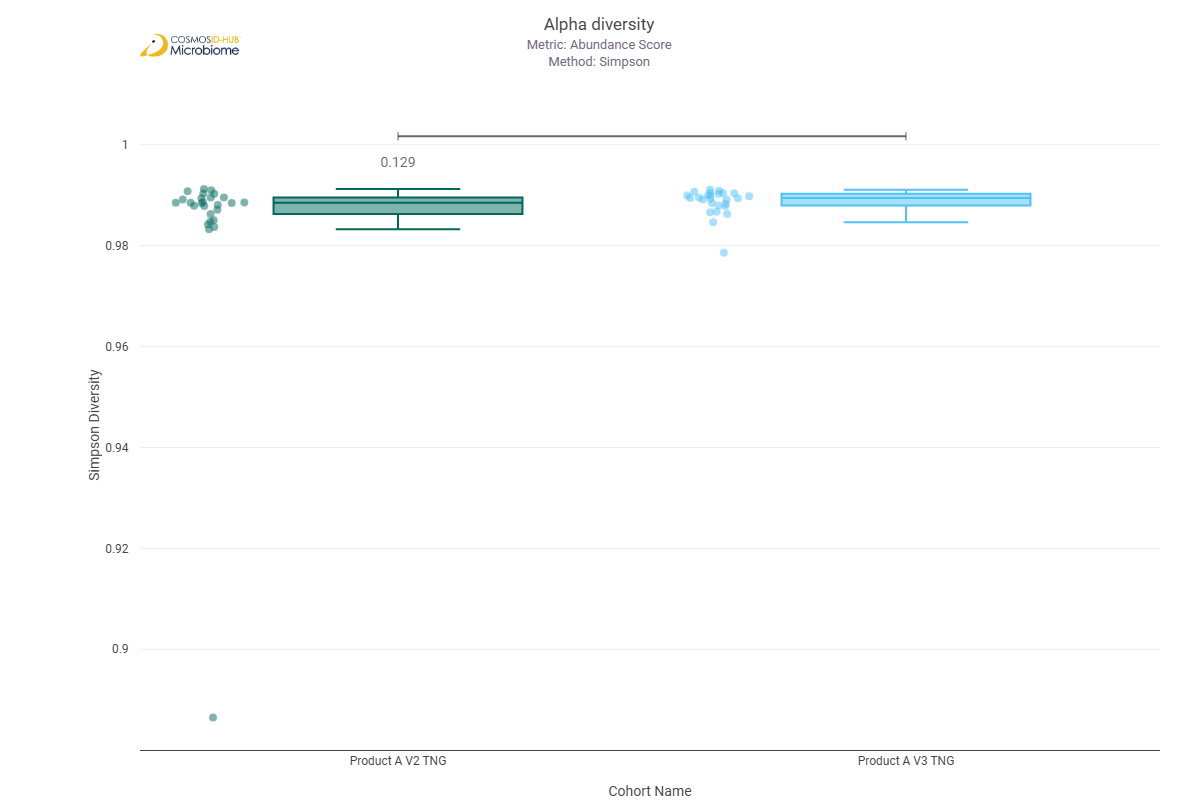 Alpha diversity
Metric: Abundance Score
Method: Simpson
COSMOSID-HUB
Microbiome
0.129
1
0.98
0.96
0.94
0.92
0.9
Simpson Diversity
Product A V2 TNG
Product A V3 TNG
Cohort Name